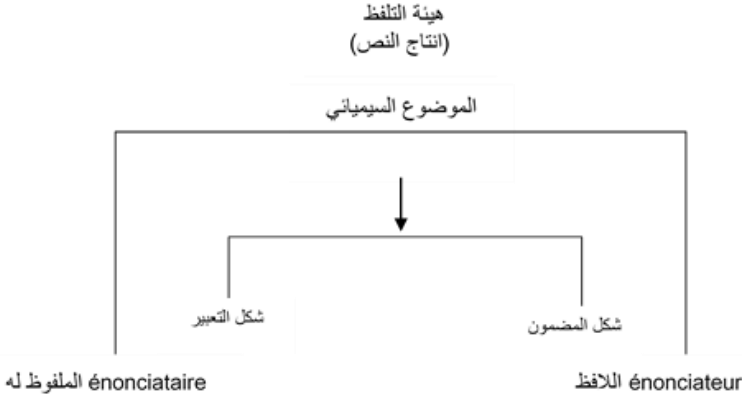 هيئة التلفظ
(انتاج النص)
الموضوع السيميائي
شكل المضمون
شكل التعبير
énonciateur اللافظ
énonciataire الملفوظ له